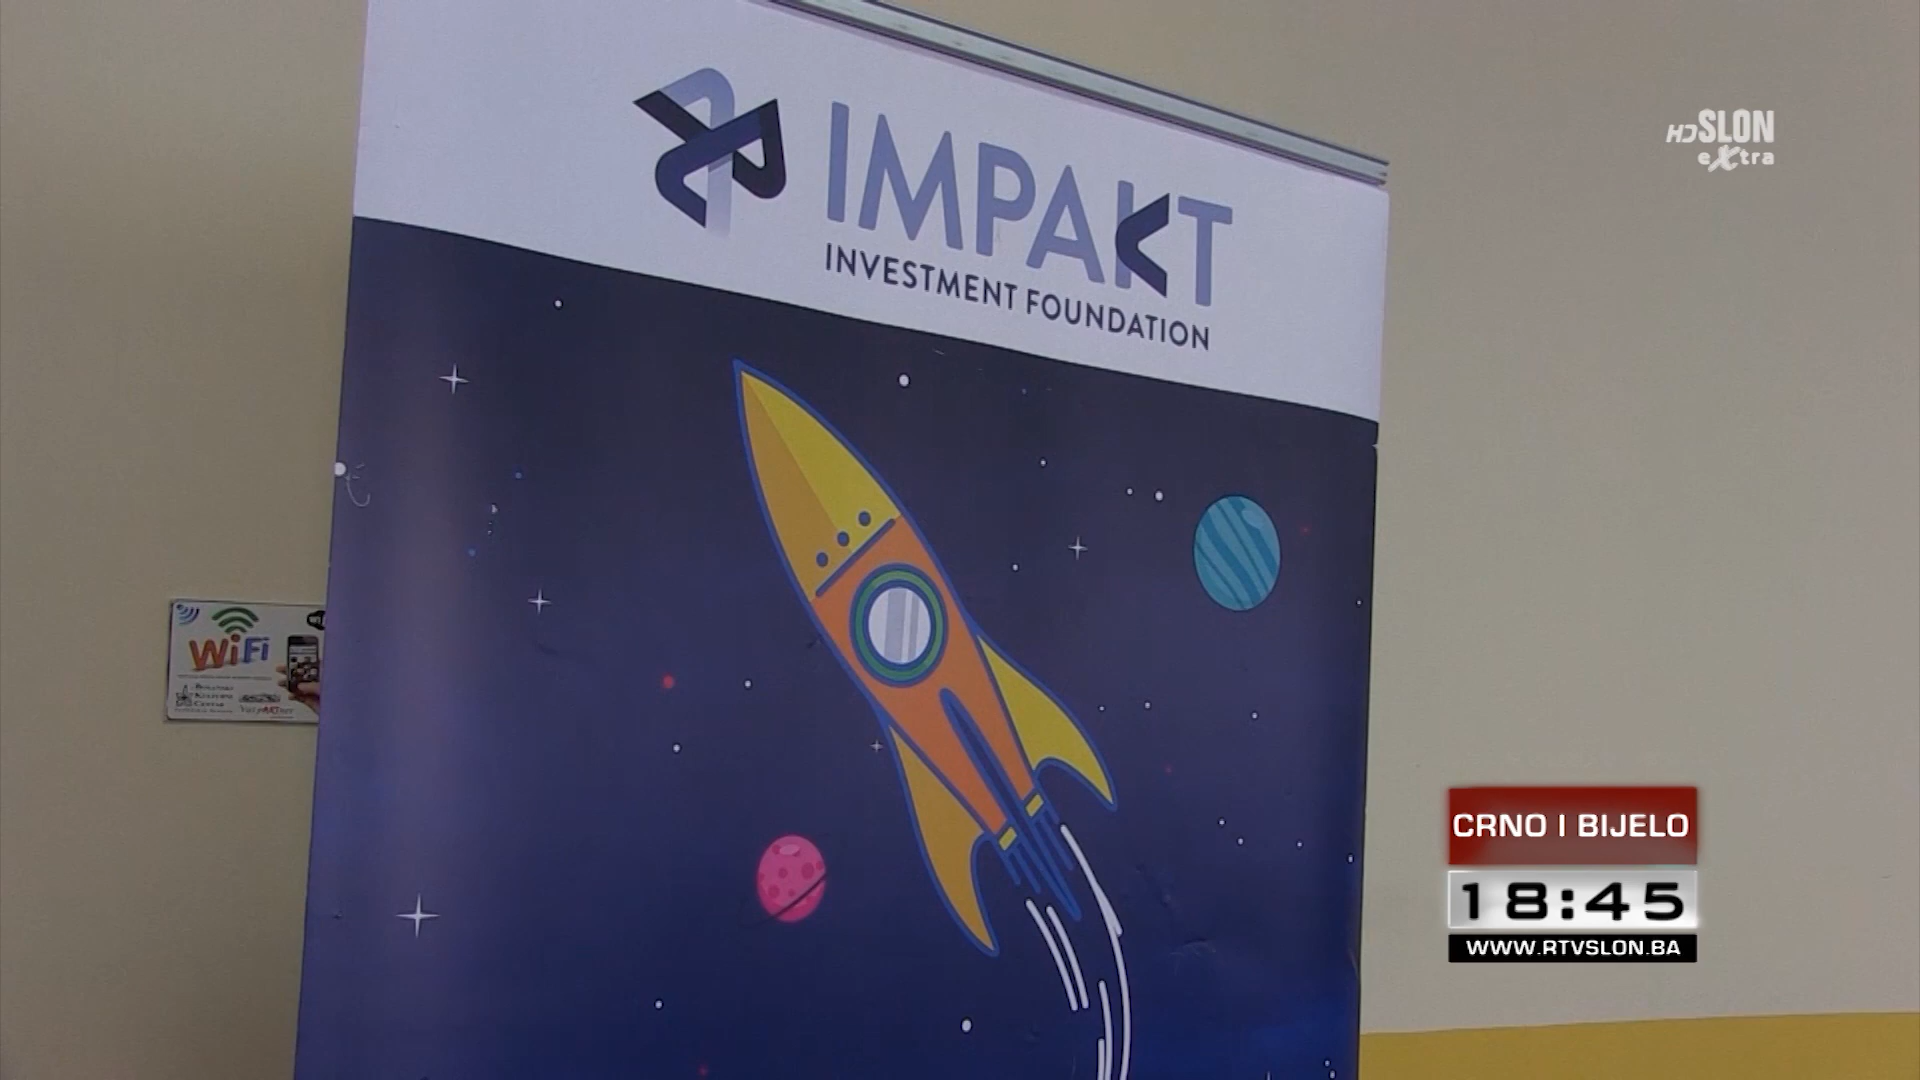 IMPAKT
INVESTMENT FOUNDATION
HD SLON
eXtra
WiFi
CRNO I BIJELO
18:45
WWW.RTVSLON.BA